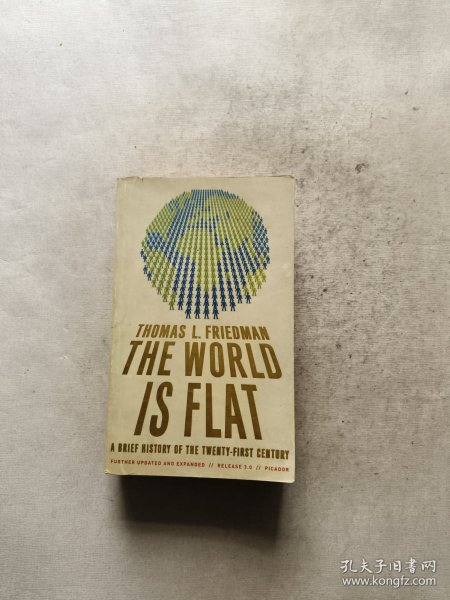 THOMAS L. FRIEDMAN
THE WORLD
IS FLAT
A BRIEF HISTORY OF THE TWENTY-FIRST CENTURY
FURTHER UPDATED AND EXPANDED // RELEASE 3.0 // PICADOR
孔夫子旧书网
www.kongfz.com